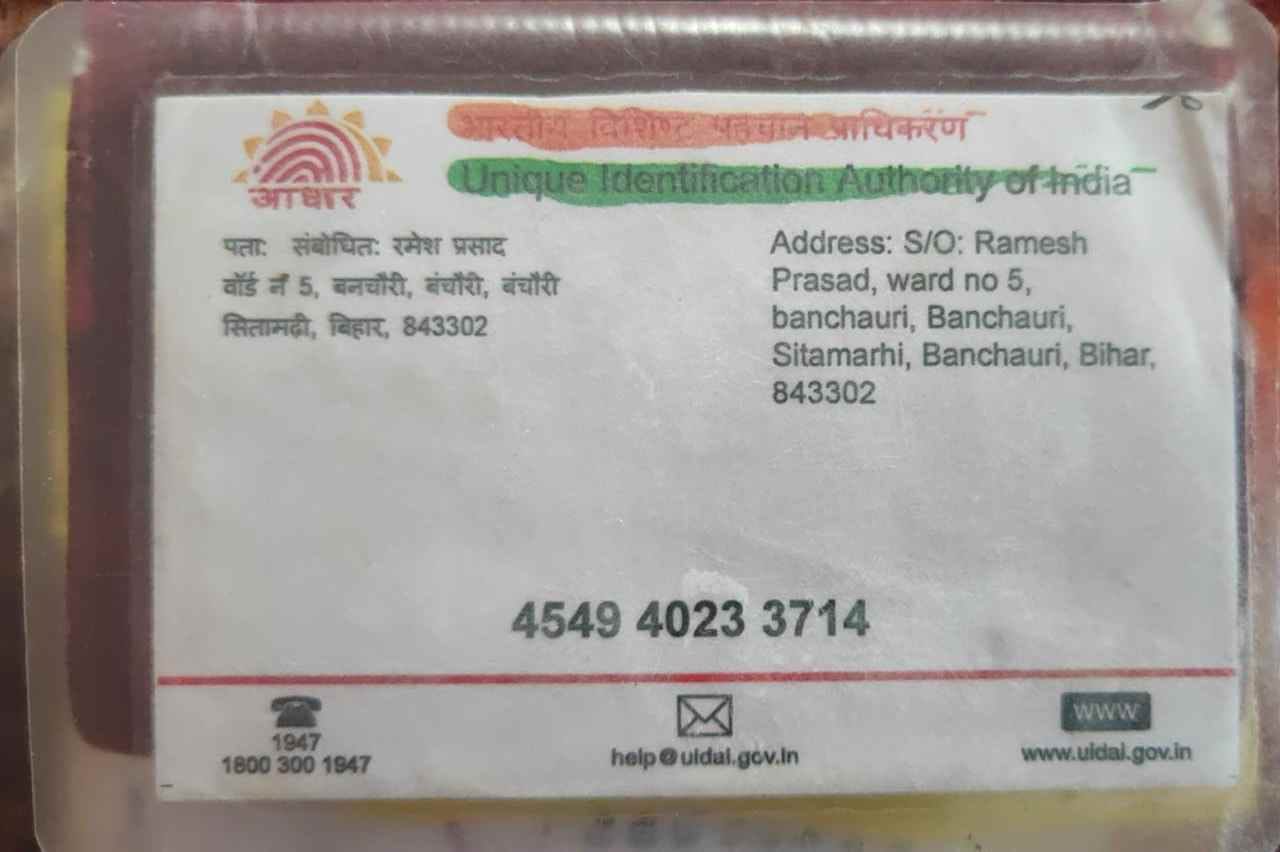 आधार
भारतीय विशिष्ट पहचान प्राधिकरण
Unique Identification Authority of India
पता: संबोधित: रमेश प्रसाद
वॉर्ड नं 5, बनचौरी, बंचौरी, बंचौरी
सितामढ़ी, बिहार, 843302
Address: S/O: Ramesh
Prasad, ward no 5,
banchauri, Banchauri,
Sitamarhi, Banchauri, Bihar,
843302
4549 4023 3714
1947
1800 300 1947
help@uidai.gov.in
www
www.uidai.gov.in